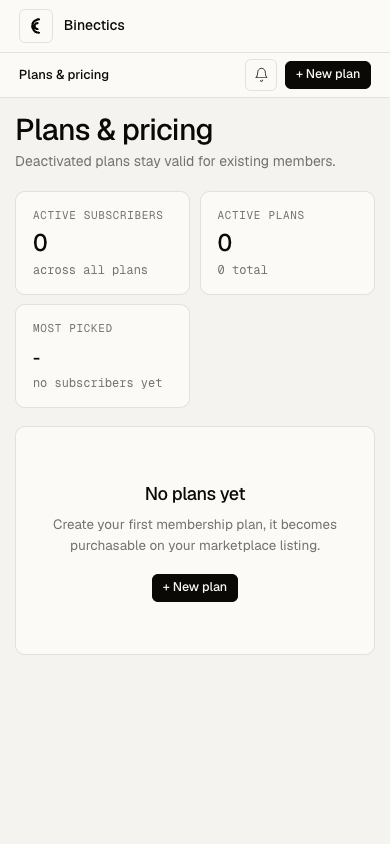 Binectics
Plans & pricing
+ New plan
Plans & pricing
Deactivated plans stay valid for existing members.
ACTIVE SUBSCRIBERS
0
across all plans
ACTIVE PLANS
0
0 total
MOST PICKED
-
no subscribers yet
No plans yet
Create your first membership plan, it becomes
purchasable on your marketplace listing.
+ New plan